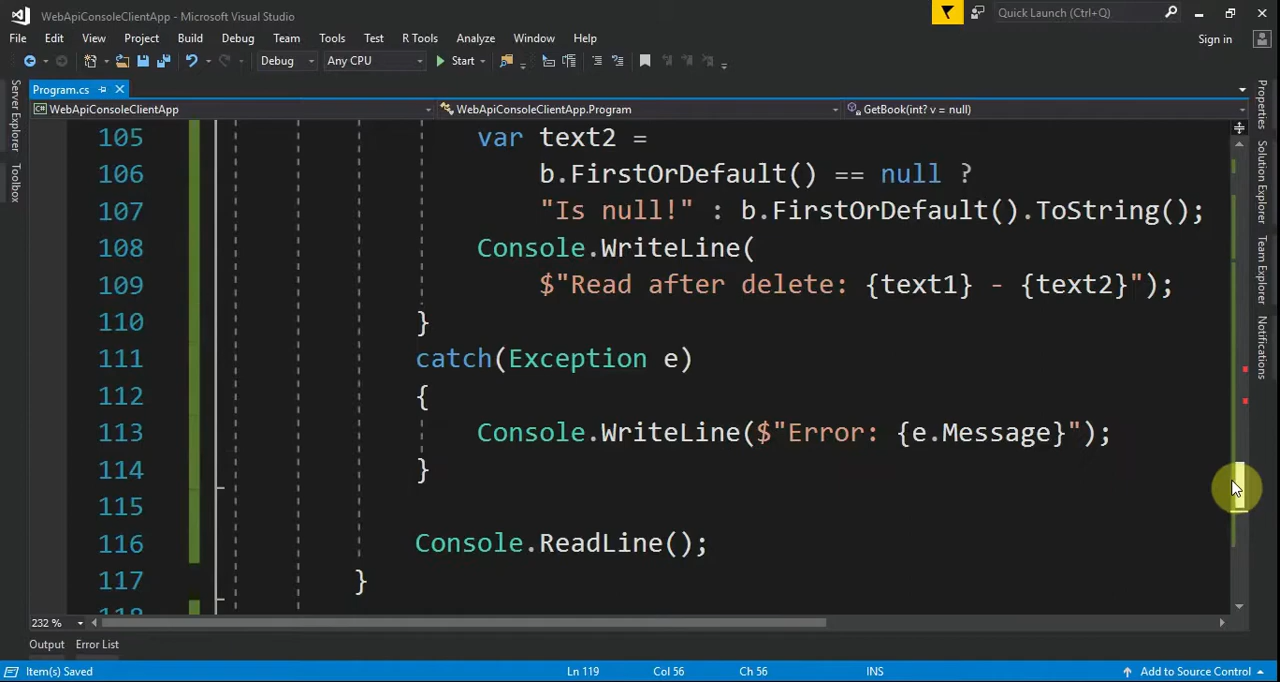 WebApiConsoleClientApp - Microsoft Visual Studio
Quick Launch (Ctrl+Q)
File Edit View Project Build Debug Team Tools Test R Tools Analyze Window Help
Sign in
Debug Any CPU Start
Program.cs
WebApiConsoleClientApp WebApiConsoleClientApp.Program GetBook(int? v = null)
Server Explorer
Toolbox
Properties
Solution Explorer
Team Explorer
Notifications
105 var text2 =
106 b.FirstOrDefault() == null ?
107 "Is null!" : b.FirstOrDefault().ToString();
108 Console.WriteLine(
109 $"Read after delete: {text1} - {text2}");
110 }
111 catch(Exception e)
112 {
113 Console.WriteLine($"Error: {e.Message}");
114 }
115
116 Console.ReadLine();
117 }
118
232 %
Output Error List
Item(s) Saved Ln 119 Col 56 Ch 56 INS Add to Source Control